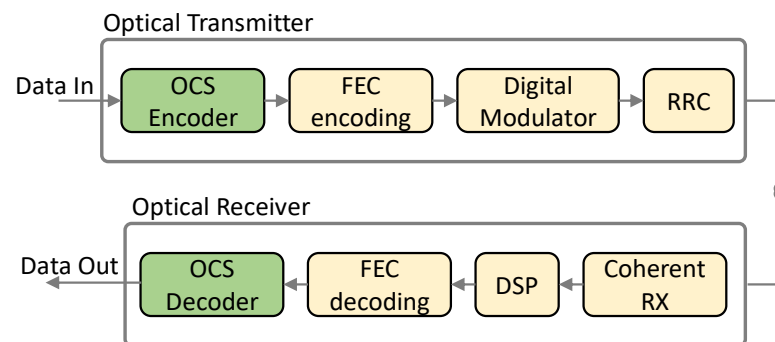 Optical Transmitter
Data In
OCS
Encoder
FEC
encoding
Digital
Modulator
RRC
Optical Receiver
Data Out
OCS
Decoder
FEC
decoding
DSP
Coherent
RX